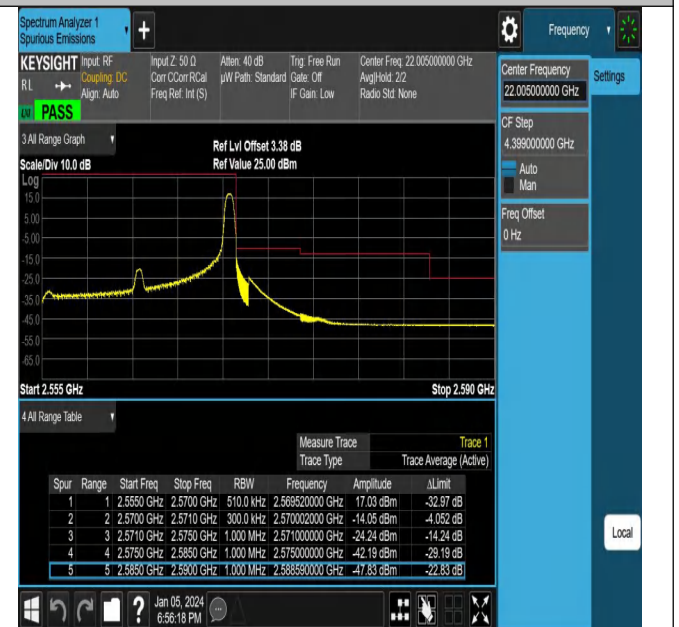 Spectrum Analyzer 1
Spurious Emissions
Frequency
KEYSIGHT Input: RF Input Z: 50 Ω Atten: 40 dB Trig: Free Run Center Freq: 22.005000000 GHz
RL Coupling: DC Corr CCorr RCal µW Path: Standard Gate: Off Avg|Hold: 2/2
Align: Auto Freq Ref: Int (S) IF Gain: Low Radio Std: None
PASS
Center Frequency
22.005000000 GHz
Settings
CF Step
4.399000000 GHz
Auto
Man
Freq Offset
0 Hz
3 All Range Graph
Ref Lvl Offset 3.38 dB
Scale/Div 10.0 dB Ref Value 25.00 dBm
Log
15.0
5.00
-5.00
-15.0
-25.0
-35.0
-45.0
-55.0
-65.0
Start 2.555 GHz Stop 2.590 GHz
4 All Range Table
Measure Trace Trace 1
Trace Type Trace Average (Active)
Spur Range Start Freq Stop Freq RBW Frequency Amplitude ΔLimit
1 1 2.5550 GHz 2.5700 GHz 510.0 kHz 2.569520000 GHz 17.03 dBm -32.97 dB
2 2 2.5700 GHz 2.5710 GHz 300.0 kHz 2.570002000 GHz -14.05 dBm -4.052 dB
3 3 2.5710 GHz 2.5750 GHz 1.000 MHz 2.571000000 GHz -24.24 dBm -14.24 dB
4 4 2.5750 GHz 2.5850 GHz 1.000 MHz 2.575000000 GHz -42.19 dBm -29.19 dB
5 5 2.5850 GHz 2.5900 GHz 1.000 MHz 2.588590000 GHz -47.83 dBm -22.83 dB
Local
Jan 05, 2024
6:56:18 PM